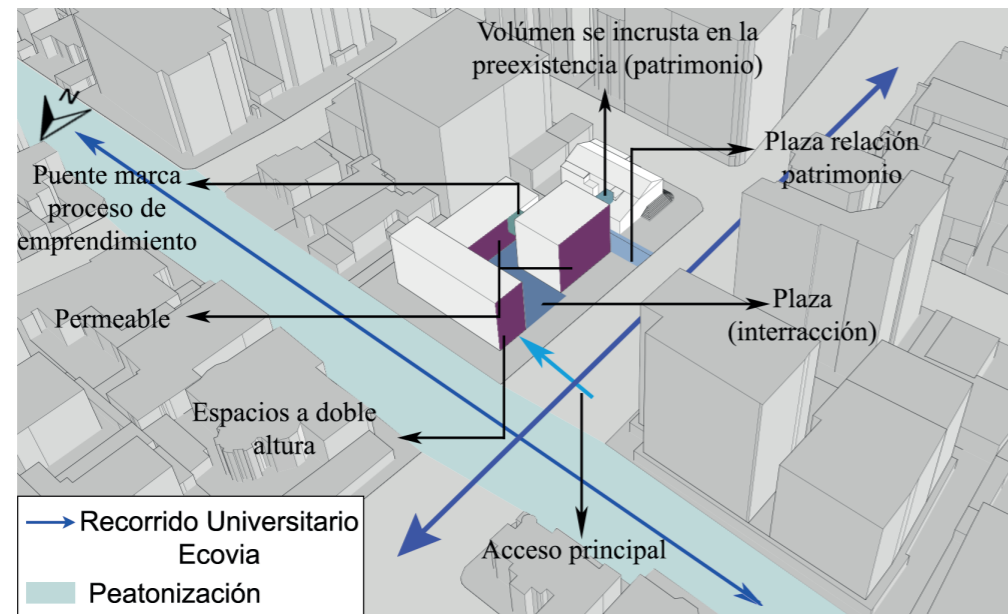 Volúmen se incrusta en la
preexistencia (patrimonio)
N
Puente marca
proceso de
emprendimiento
Plaza relación
patrimonio
Permeable
Plaza
(interracción)
Espacios a doble
altura
Acceso principal
Recorrido Universitario
Ecovia
Peatonización